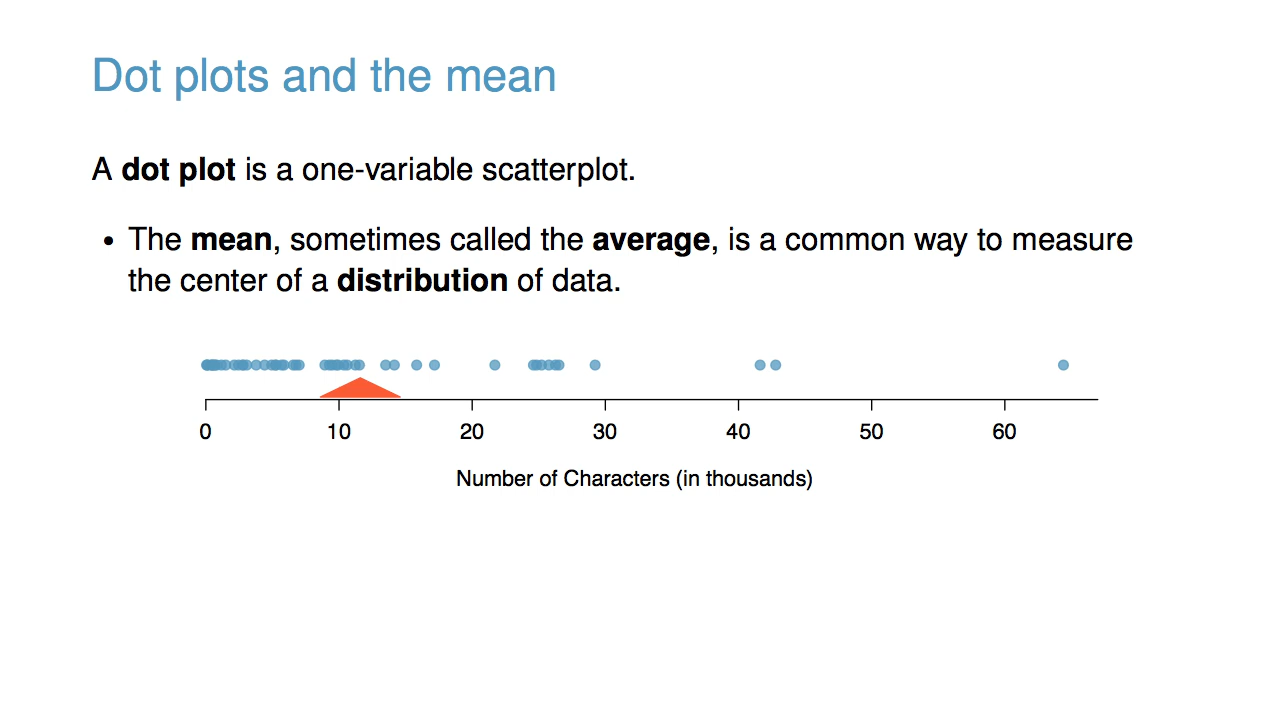 Dot plots and the mean
A dot plot is a one-variable scatterplot.
• The mean, sometimes called the average, is a common way to measure
the center of a distribution of data.
0 10 20 30 40 50 60
Number of Characters (in thousands)